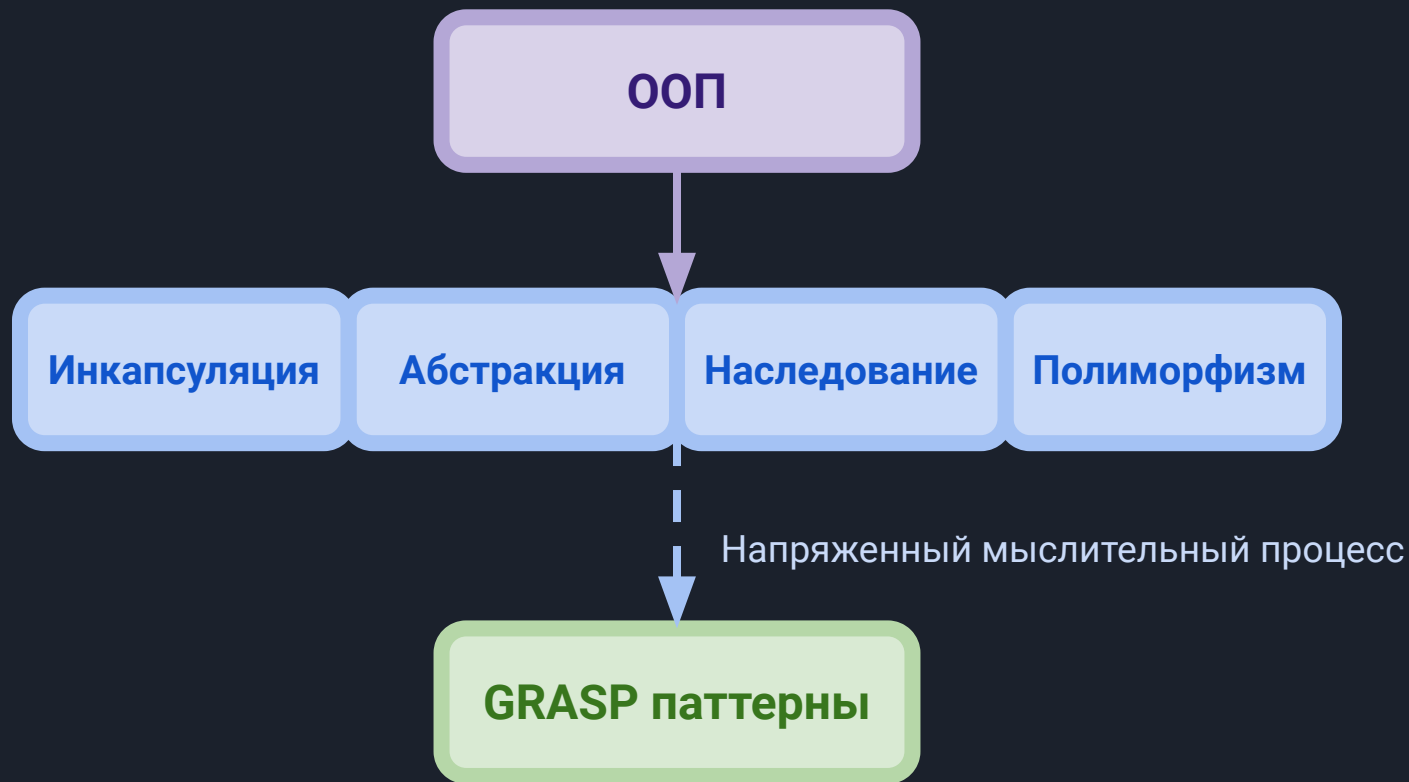 ООП
Инкапсуляция
Абстракция
Наследование
Полиморфизм
Напряженный мыслительный процесс
GRASP паттерны